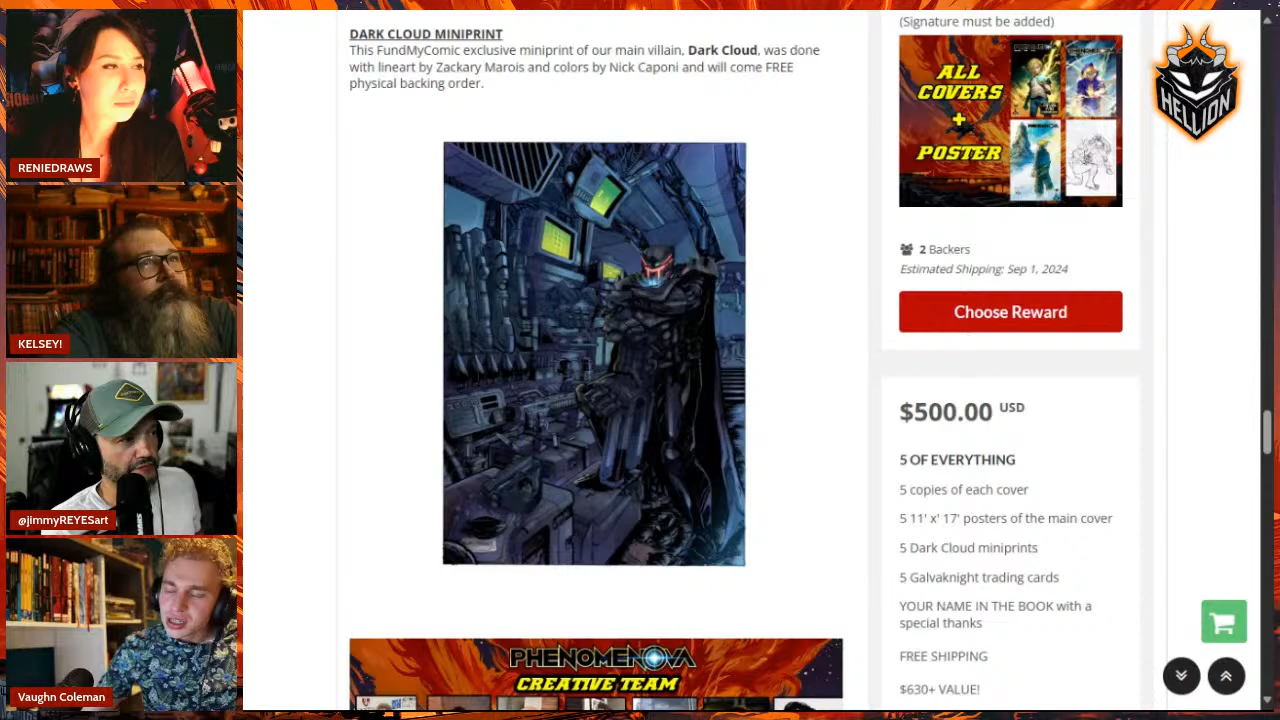 RENIEDRAWS
KELSEY!
@jimmyREYESart
Vaughn Coleman
DARK CLOUD MINIPRINT
This FundMyComic exclusive miniprint of our main villain, Dark Cloud, was done
with lineart by Zackary Marois and colors by Nick Caponi and will come FREE
physical backing order.
PHENOMENOVA
CREATIVE TEAM
(Signature must be added)
ALL
COVERS
+
POSTER
2 Backers
Estimated Shipping: Sep 1, 2024
Choose Reward
$500.00 USD
5 OF EVERYTHING
5 copies of each cover
5 11' x' 17' posters of the main cover
5 Dark Cloud miniprints
5 Galvaknight trading cards
YOUR NAME IN THE BOOK with a
special thanks
FREE SHIPPING
$630+ VALUE!
HELLION